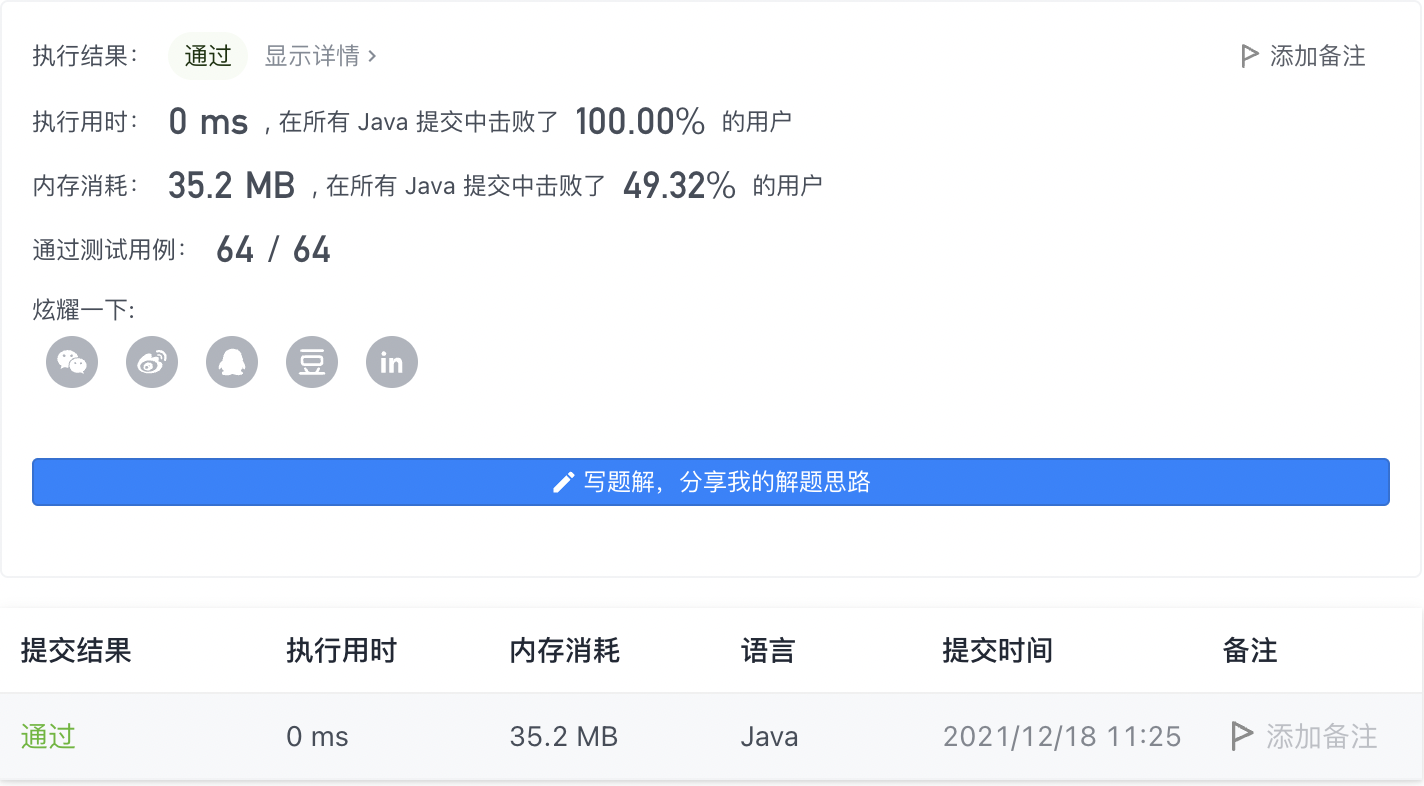 执行结果： 通过 显示详情 > 添加备注
执行用时： 0 ms , 在所有 Java 提交中击败了 100.00% 的用户
内存消耗： 35.2 MB , 在所有 Java 提交中击败了 49.32% 的用户
通过测试用例： 64 / 64
炫耀一下:
豆 in
写题解，分享我的解题思路
提交结果 执行用时 内存消耗 语言 提交时间 备注
通过 0 ms 35.2 MB Java 2021/12/18 11:25 添加备注